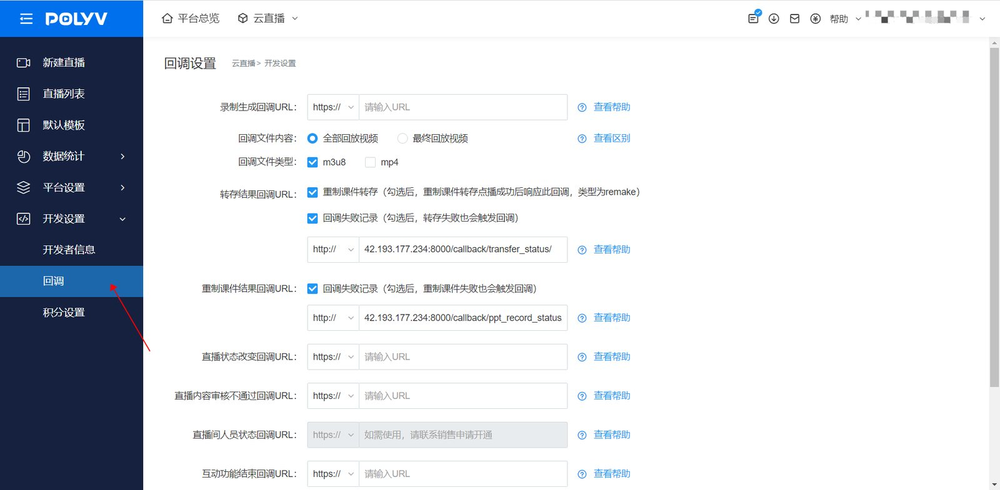 POLYV
平台总览
云直播
帮助
新建直播
直播列表
默认模板
数据统计
平台设置
开发设置
开发者信息
回调
积分设置
回调设置 云直播> 开发设置
录制生成回调URL： https:// 请输入URL 查看帮助
回调文件内容： 全部回放视频 最终回放视频 查看区别
回调文件类型： m3u8 mp4
转存结果回调URL： 重制课件转存（勾选后，重制课件转存点播成功后响应此回调，类型为remake）
回调失败记录（勾选后，转存失败也会触发回调）
http:// 42.193.177.234:8000/callback/transfer_status/ 查看帮助
重制课件结果回调URL： 回调失败记录（勾选后，重制课件失败也会触发回调）
http:// 42.193.177.234:8000/callback/ppt_record_status 查看帮助
直播状态改变回调URL： https:// 请输入URL 查看帮助
直播内容审核不通过回调URL： https:// 请输入URL 查看帮助
直播间人员状态回调URL： https:// 如需使用，请联系销售申请开通 查看帮助
互动功能结束回调URL： https:// 请输入URL 查看帮助